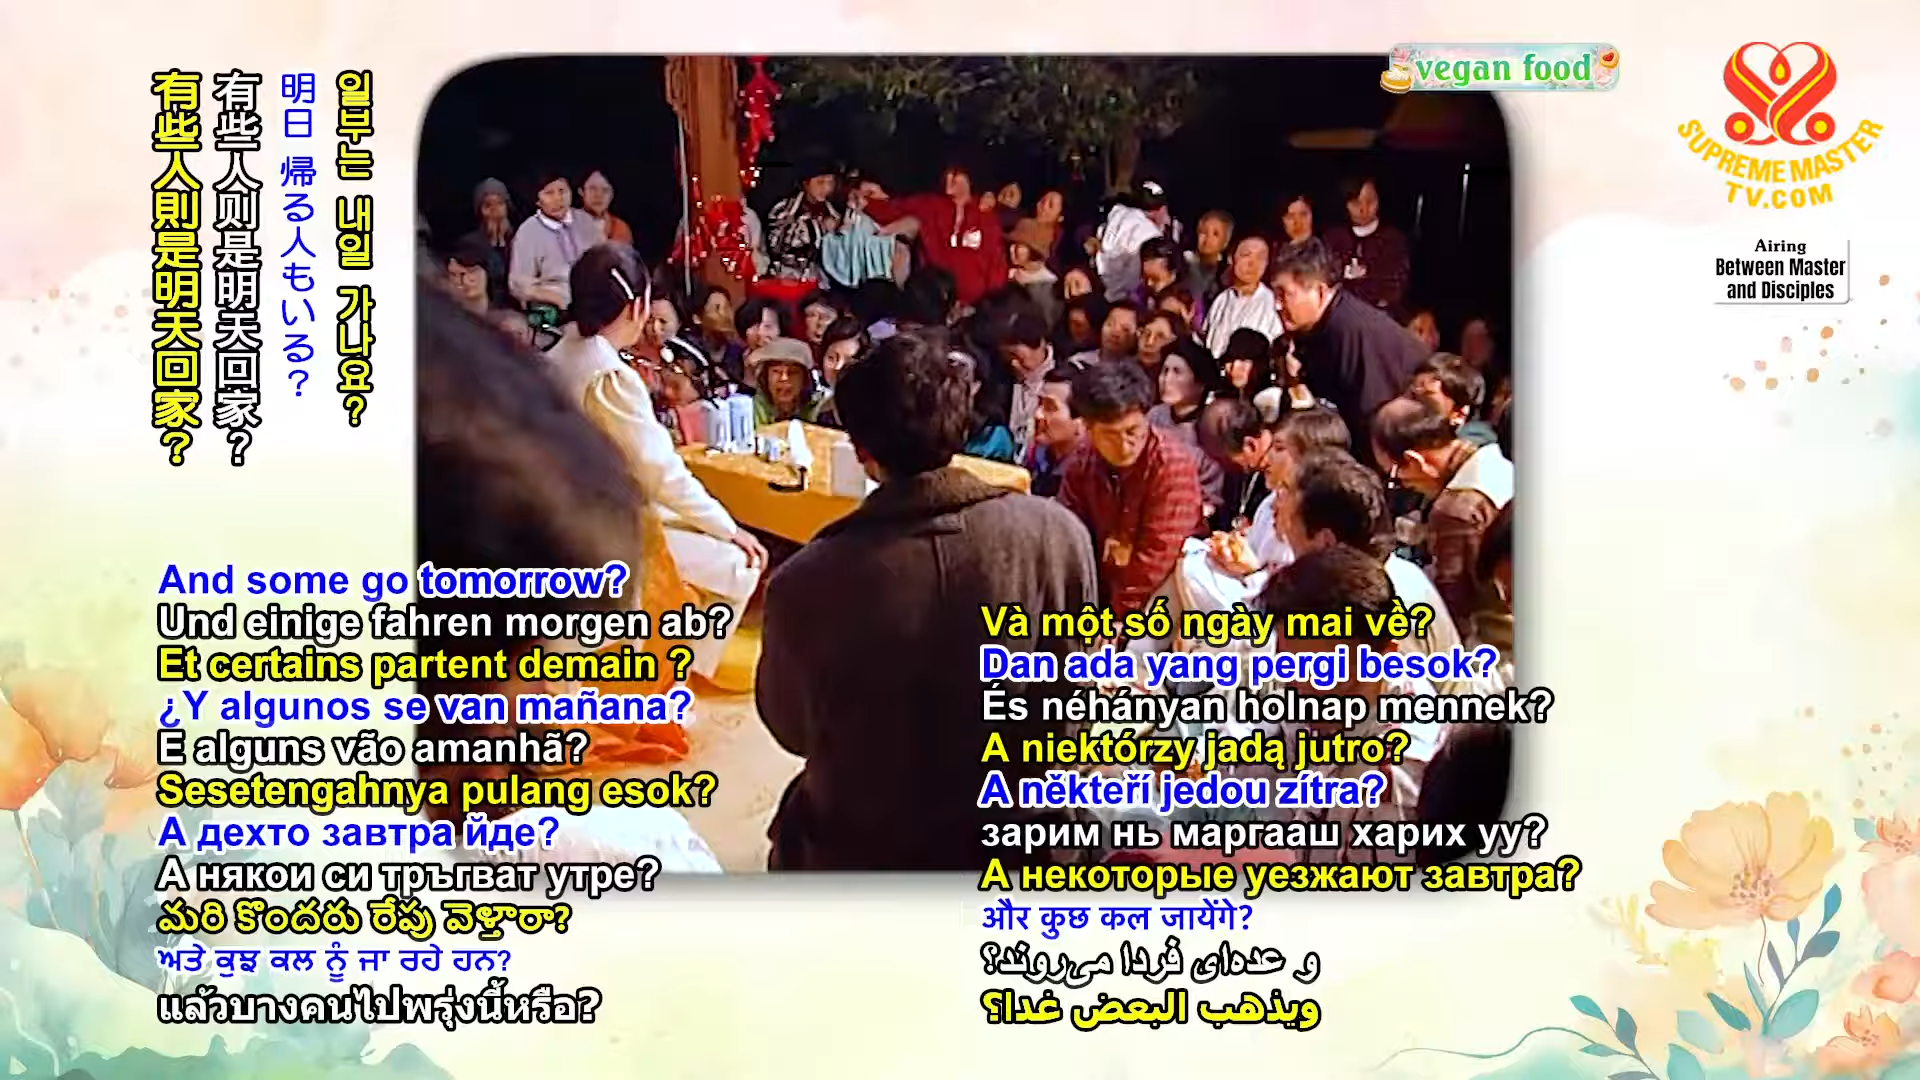 일부는 내일 가나요?
明日 帰る人もいる?
有些人则是明天回家?
有些人則是明天回家?
vegan food
SUPREME MASTER
TV.COM
Airing
Between Master
and Disciples
And some go tomorrow?
Und einige fahren morgen ab?
Et certains partent demain ?
¿Y algunos se van mañana?
E alguns vão amanhã?
Sesetengahnya pulang esok?
А дехто завтра йде?
А някои си тръгват утре?
మరి కొందరు రేపు వెళ్తారా?
ਅਤੇ ਕੁਝ ਕਲ ਨੂੰ ਜਾ ਰਹੇ ਹਨ?
แล้วบางคนไปพรุ่งนี้หรือ?
Và một số ngày mai về?
Dan ada yang pergi besok?
És néhányan holnap mennek?
A niektórzy jadą jutro?
A někteří jedou zítra?
зарим нь маргааш харих уу?
А некоторые уезжают завтра?
और कुछ कल जायेंगे?
و عده‌ای فردا می‌روند؟
ويذهب البعض غدا؟